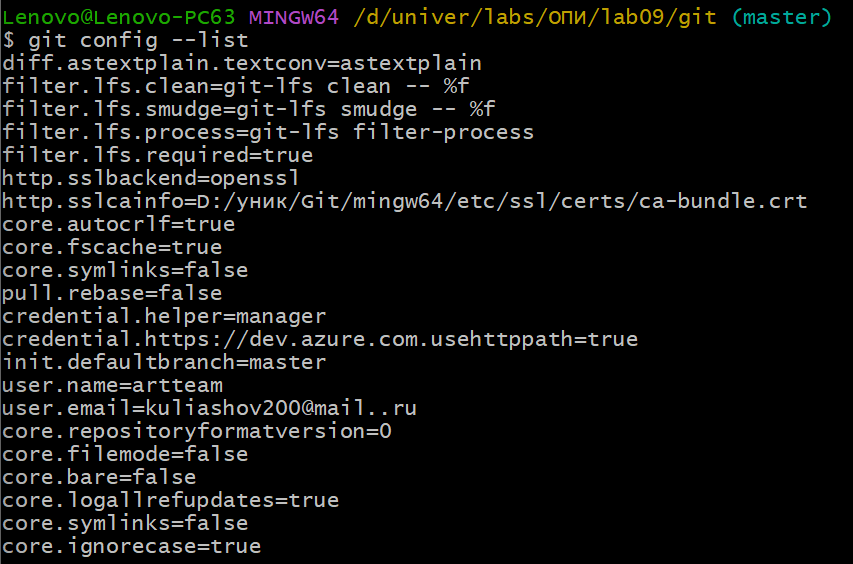 Lenovo@Lenovo-PC63 MINGW64 /d/univer/labs/ОПИ/lab09/git (master)
$ git config --list
diff.astextplain.textconv=astextplain
filter.lfs.clean=git-lfs clean -- %f
filter.lfs.smudge=git-lfs smudge -- %f
filter.lfs.process=git-lfs filter-process
filter.lfs.required=true
http.sslbackend=openssl
http.sslcainfo=D:/уник/Git/mingw64/etc/ssl/certs/ca-bundle.crt
core.autocrlf=true
core.fscache=true
core.symlinks=false
pull.rebase=false
credential.helper=manager
credential.https://dev.azure.com.usehttppath=true
init.defaultbranch=master
user.name=artteam
user.email=kuliashov200@mail..ru
core.repositoryformatversion=0
core.filemode=false
core.bare=false
core.logallrefupdates=true
core.symlinks=false
core.ignorecase=true